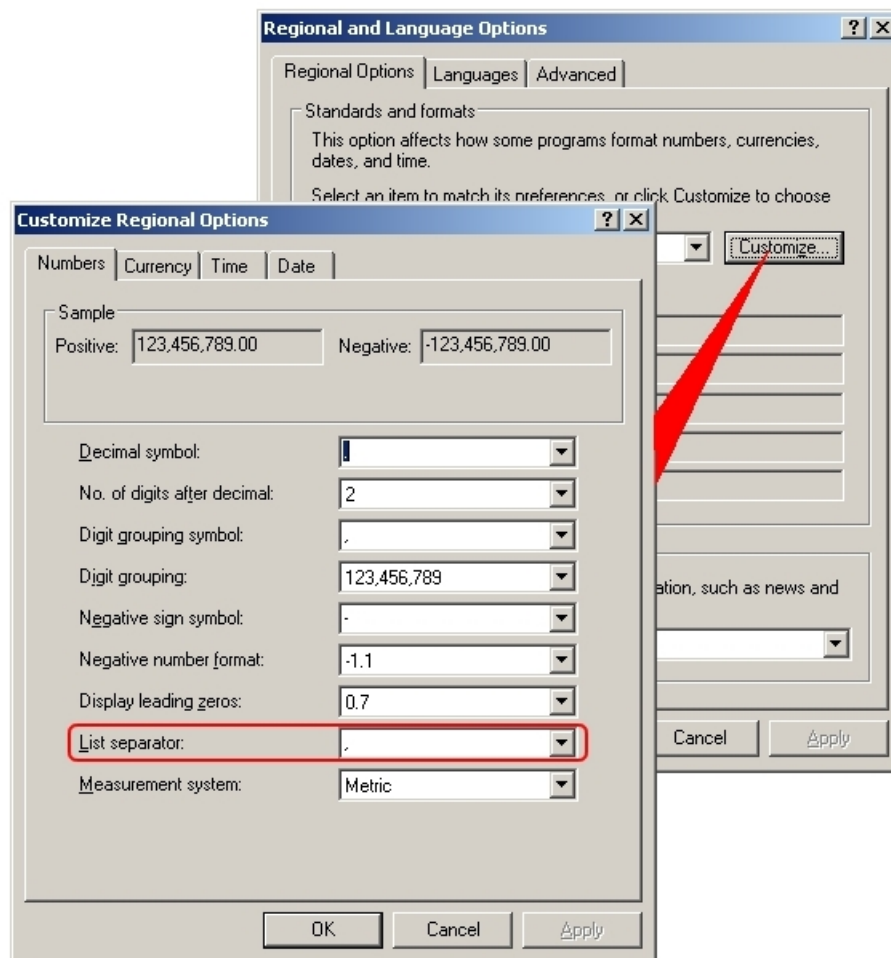 Regional and Language Options
Regional Options Languages Advanced
Standards and formats
This option affects how some programs format numbers, currencies,
dates, and time.
Select an item to match its preferences, or click Customize to choose
Customize...
ation, such as news and
Cancel Apply
Customize Regional Options
Numbers Currency Time Date
Sample
Positive: 123,456,789.00 Negative: -123,456,789.00
Decimal symbol: .
No. of digits after decimal: 2
Digit grouping symbol: ,
Digit grouping: 123,456,789
Negative sign symbol: -
Negative number format: -1.1
Display leading zeros: 0.7
List separator: ,
Measurement system: Metric
OK Cancel Apply